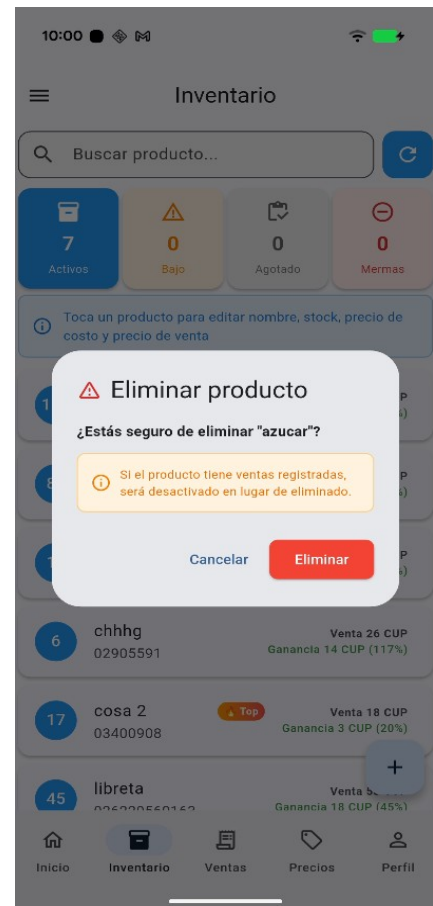 10:00
Inventario
Buscar producto...
7
Activos
0
Bajo
0
Agotado
0
Mermas
Toca un producto para editar nombre, stock, precio de
costo y precio de venta
Eliminar producto
¿Estás seguro de eliminar "azucar"?
Si el producto tiene ventas registradas,
será desactivado en lugar de eliminado.
Cancelar
Eliminar
6
chhhg
02905591
Venta 26 CUP
Ganancia 14 CUP (117%)
17
cosa 2
Top
03400908
Venta 18 CUP
Ganancia 3 CUP (20%)
45
libreta
Venta
Ganancia 18 CUP (45%)
+
Inicio
Inventario
Ventas
Precios
Perfil